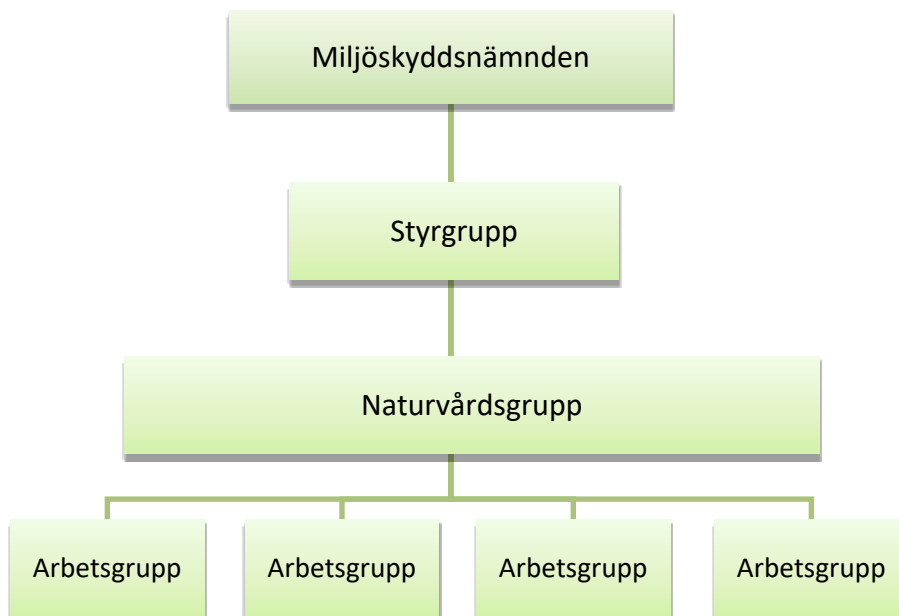 Miljöskyddsnämnden
Styrgrupp
Naturvårdsgrupp
Arbetsgrupp
Arbetsgrupp
Arbetsgrupp
Arbetsgrupp